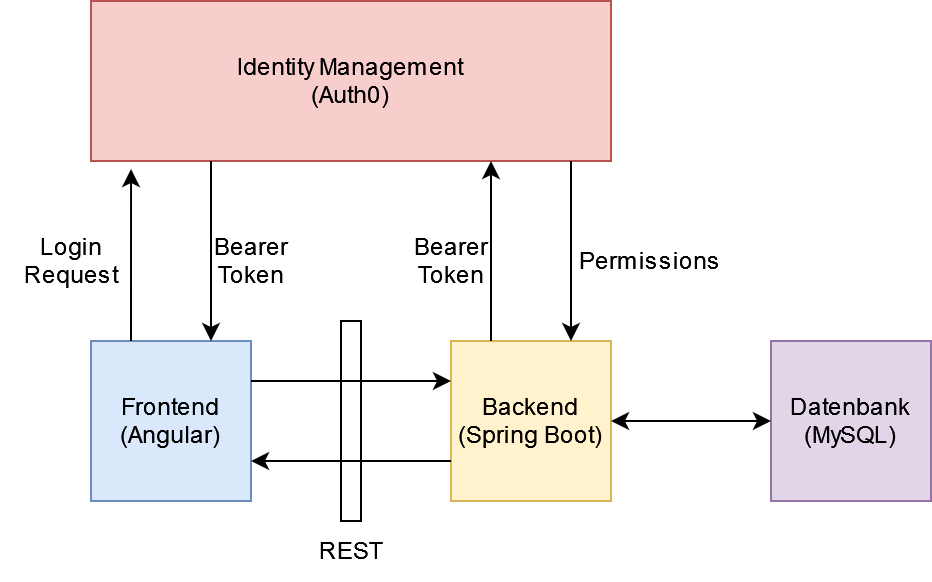 Identity Management
(Auth0)
Login
Request
Bearer
Token
Bearer
Token
Permissions
Frontend
(Angular)
Backend
(Spring Boot)
Datenbank
(MySQL)
REST